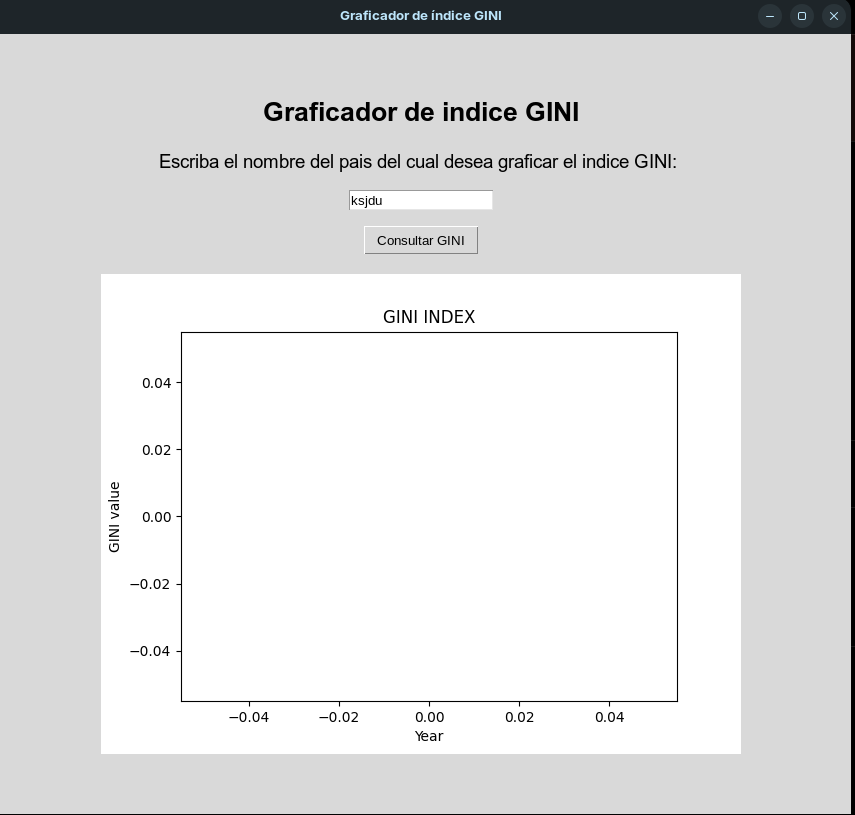 Graficador de índice GINI
Graficador de indice GINI
Escriba el nombre del pais del cual desea graficar el indice GINI:
ksjdu
Consultar GINI
GINI INDEX
0.04
0.02
0.00
−0.02
−0.04
GINI value
−0.04 −0.02 0.00 0.02 0.04
Year